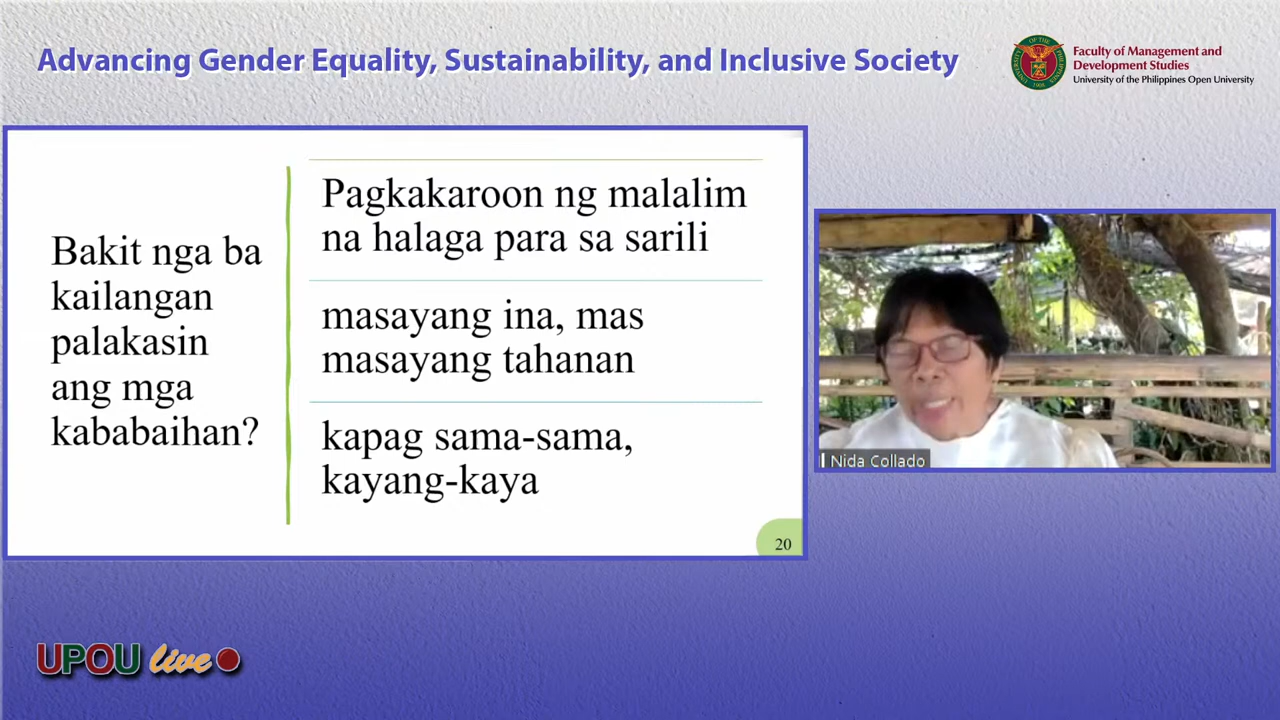 Advancing Gender Equality, Sustainability, and Inclusive Society
Faculty of Management and
Development Studies
University of the Philippines Open University
Bakit nga ba
kailangan
palakasin
ang mga
kababaihan?
Pagkakaroon ng malalim
na halaga para sa sarili
masayang ina, mas
masayang tahanan
kapag sama-sama,
kayang-kaya
20
Nida Collado
UPOU live